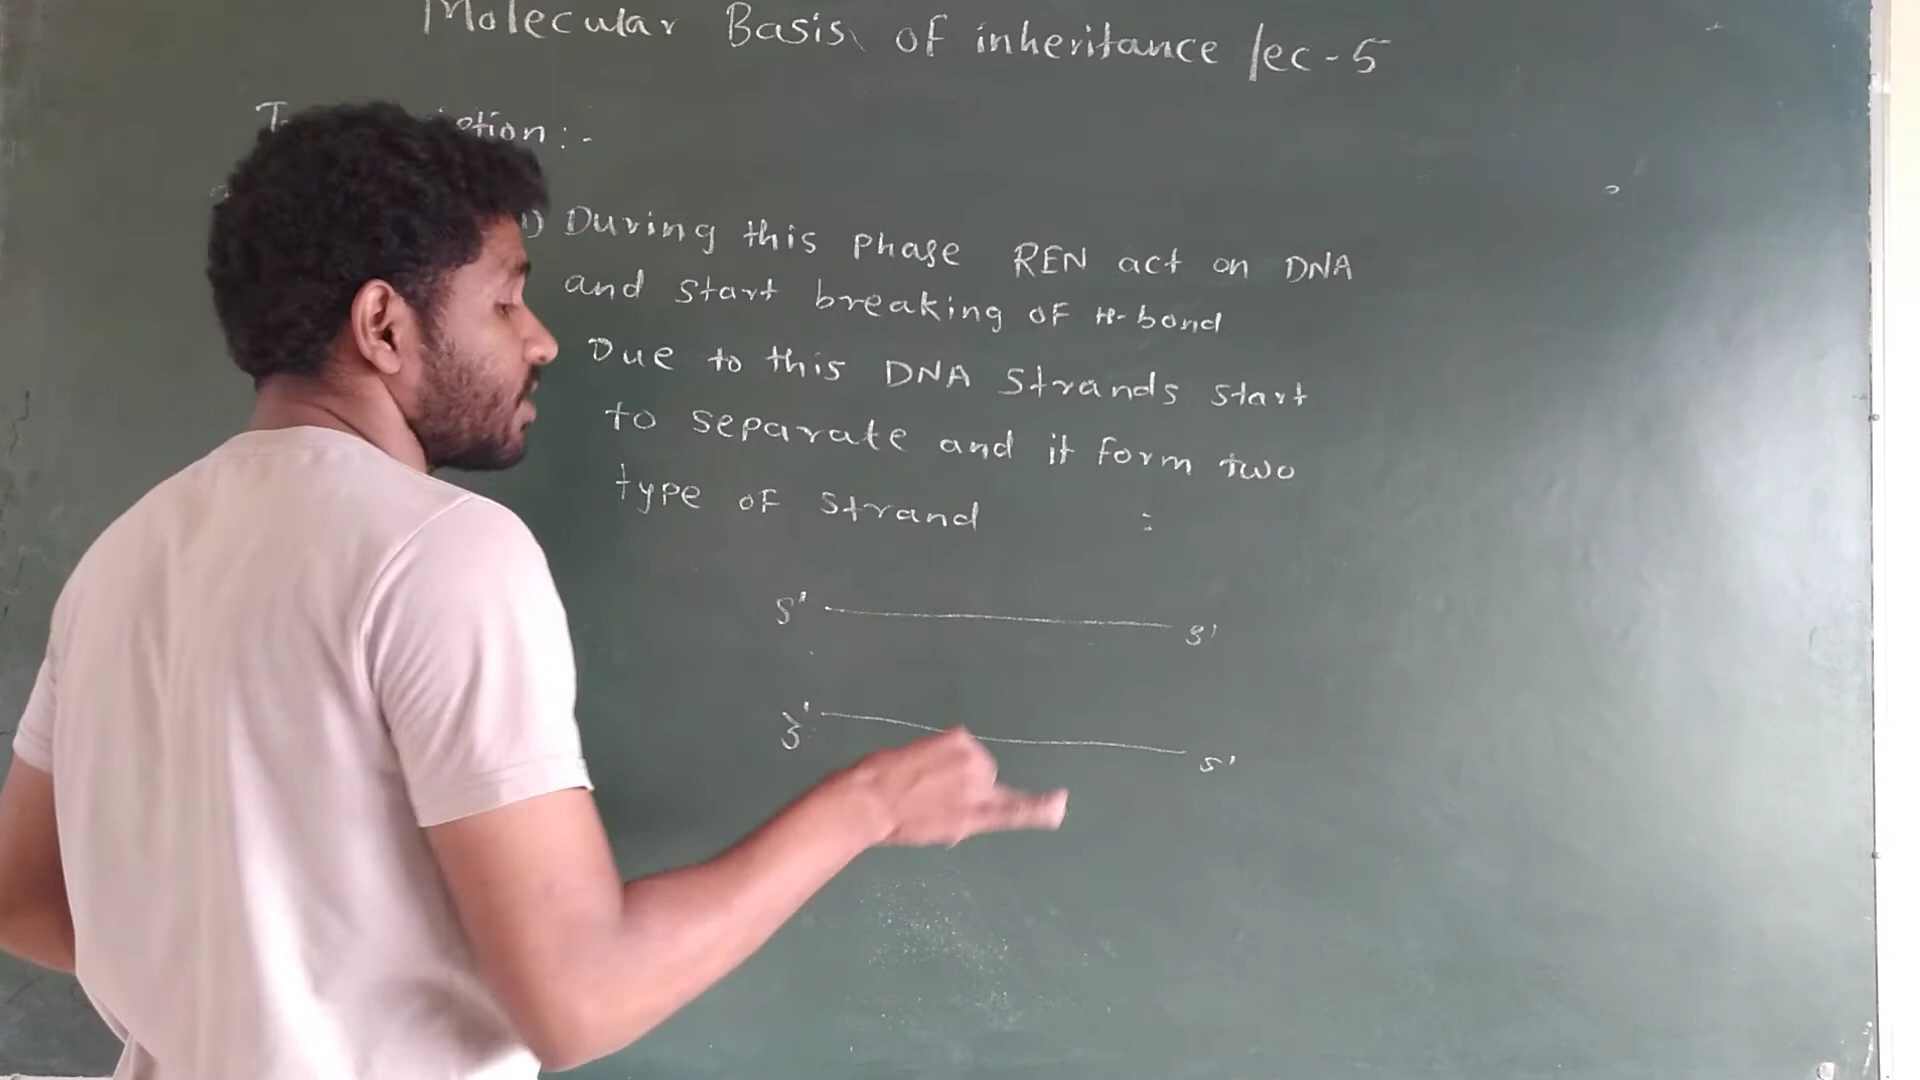 Molecular Basis of inheritance lec-5
:-
1) During this phase REN act on DNA
and start breaking of H-bond
Due to this DNA Strands start
to separate and it form two
type of Strand :
5' 3'
3' 5'